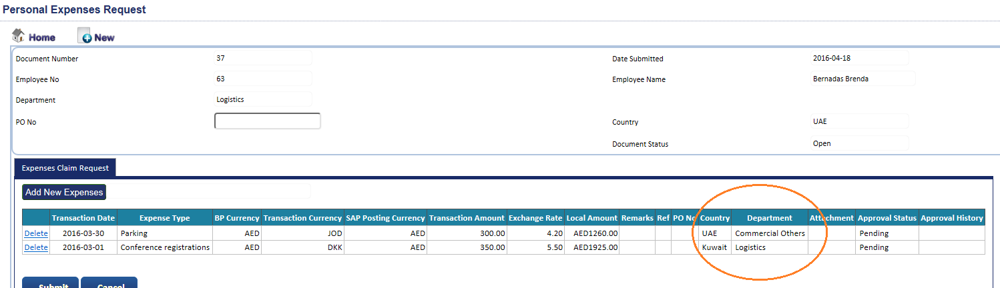 Personal Expenses Request
Home New
Document Number 37 Date Submitted 2016-04-18
Employee No 63 Employee Name Bernadas Brenda
Department Logistics
PO No Country UAE
Document Status Open
Expenses Claim Request
Add New Expenses
Transaction Date Expense Type BP Currency Transaction Currency SAP Posting Currency Transaction Amount Exchange Rate Local Amount Remarks Ref PO No Country Department Attachment Approval Status Approval History
Delete 2016-03-30 Parking AED JOD AED 300.00 4.20 AED1260.00 UAE Commercial Others Pending
Delete 2016-03-01 Conference registrations AED DKK AED 350.00 5.50 AED1925.00 Kuwait Logistics Pending
Submit Cancel